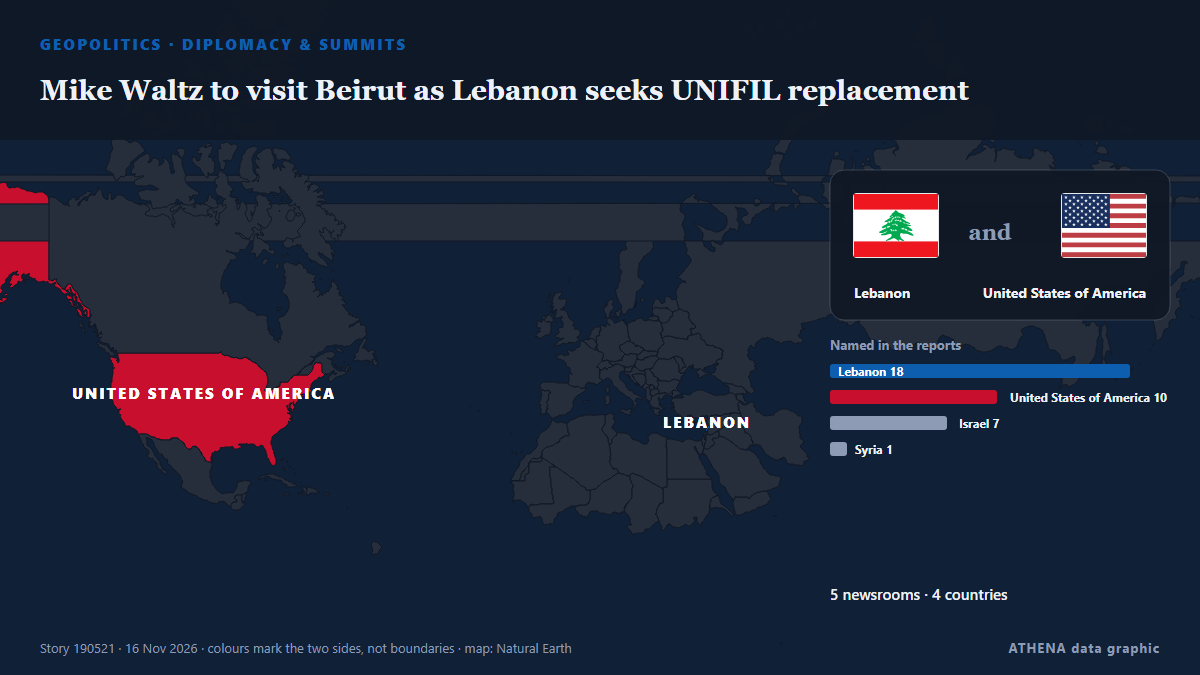 GEOPOLITICS · DIPLOMACY & SUMMITS
Mike Waltz to visit Beirut as Lebanon seeks UNIFIL replacement
and
Lebanon
United States of America
Named in the reports
Lebanon 18
United States of America 10
Israel 7
Syria 1
UNITED STATES OF AMERICA
LEBANON
5 newsrooms · 4 countries
Story 190521 · 16 Nov 2026 · colours mark the two sides, not boundaries · map: Natural Earth
ATHENA data graphic